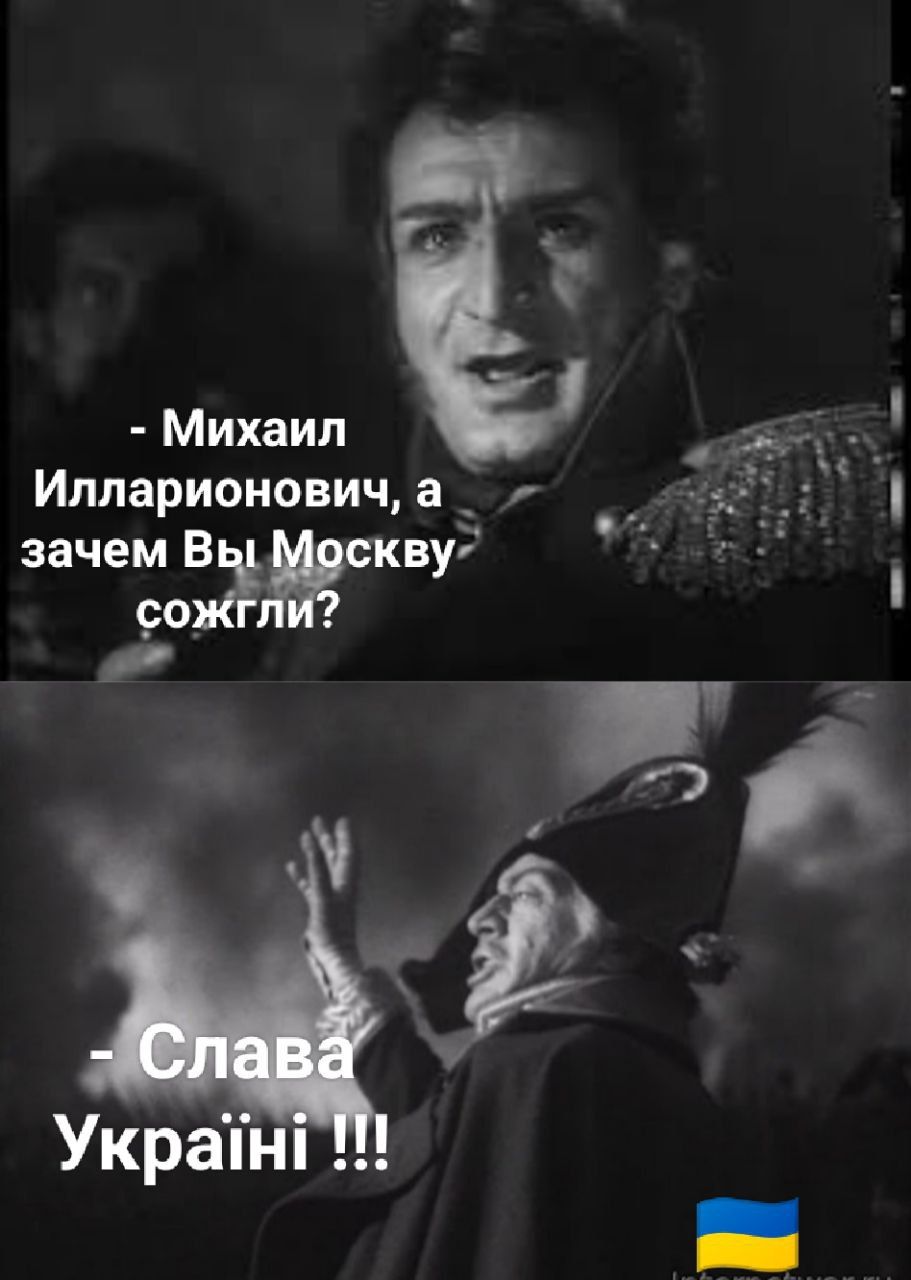 - Михаил
Илларионович, а
зачем Вы Москву
сожгли?
- Слава
Україні !!!